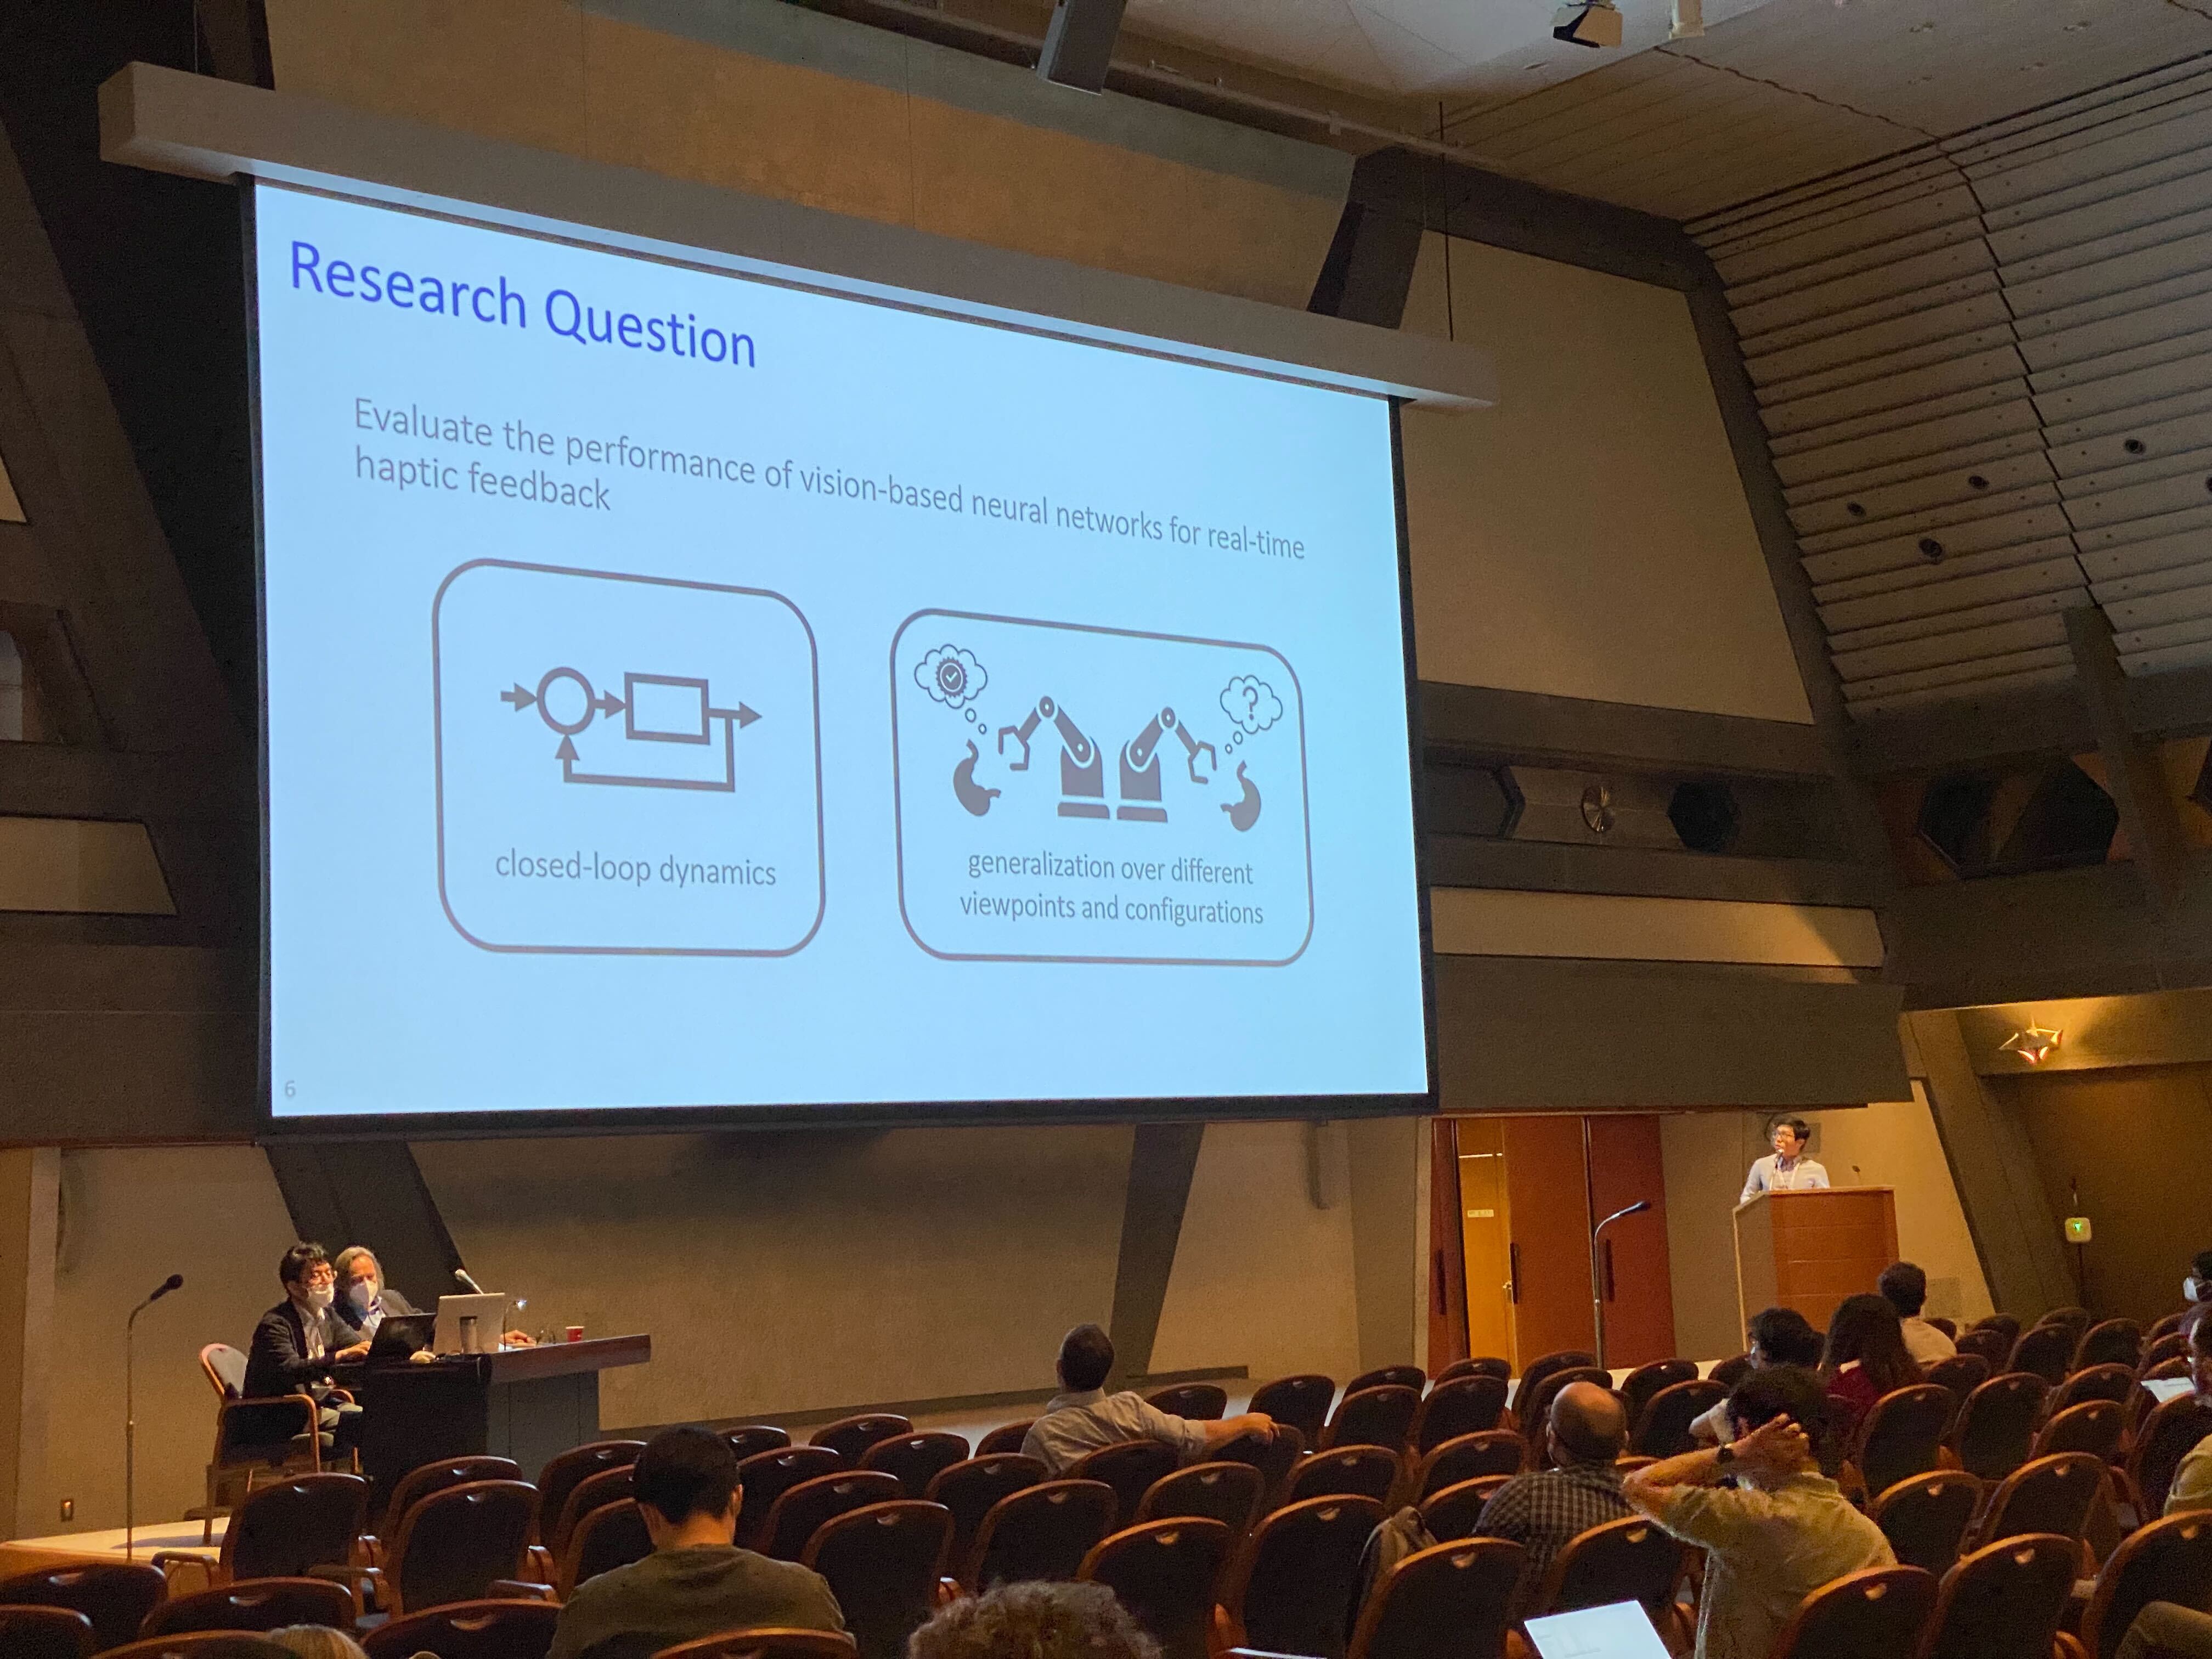 Research Question
Evaluate the performance of vision-based neural networks for real-time
haptic feedback
?
closed-loop dynamics
generalization over different
viewpoints and configurations
6